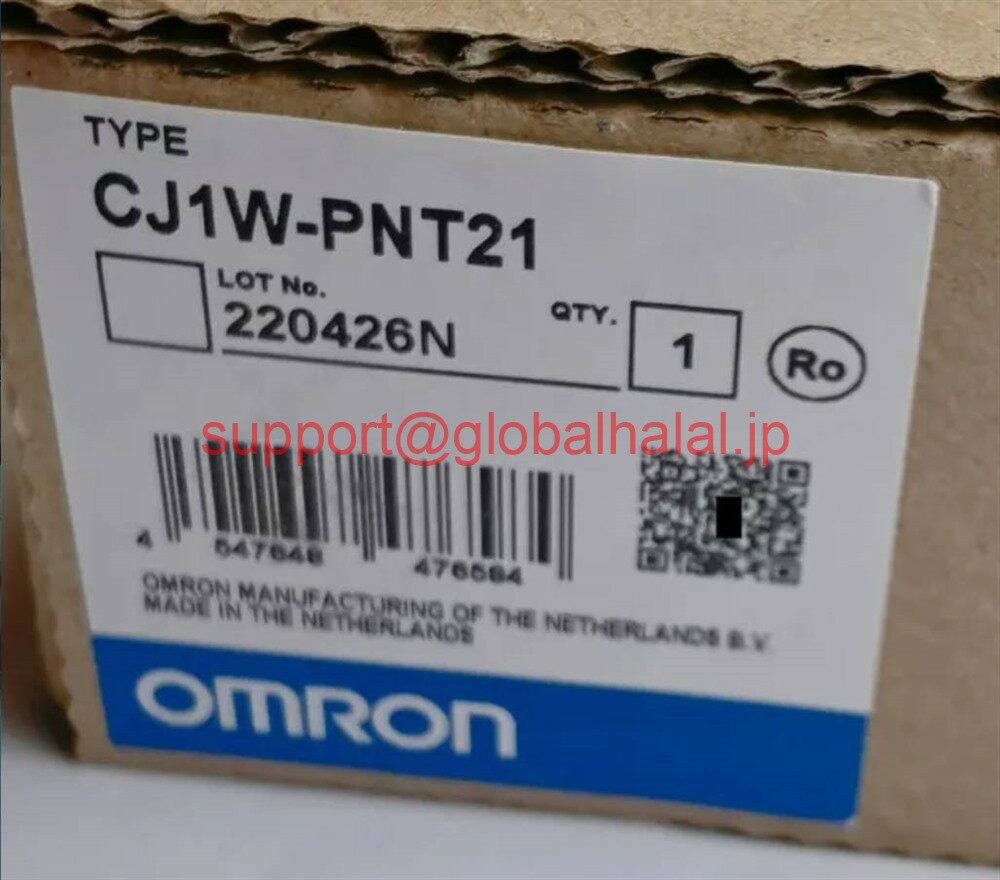 TYPE
CJ1W-PNT21
LOT No.
220426N
QTY.
1
Ro
support@globalhalal.jp
4 547648 476584
OMRON MANUFACTURING OF THE NETHERLANDS B.V.
MADE IN THE NETHERLANDS
OMRON